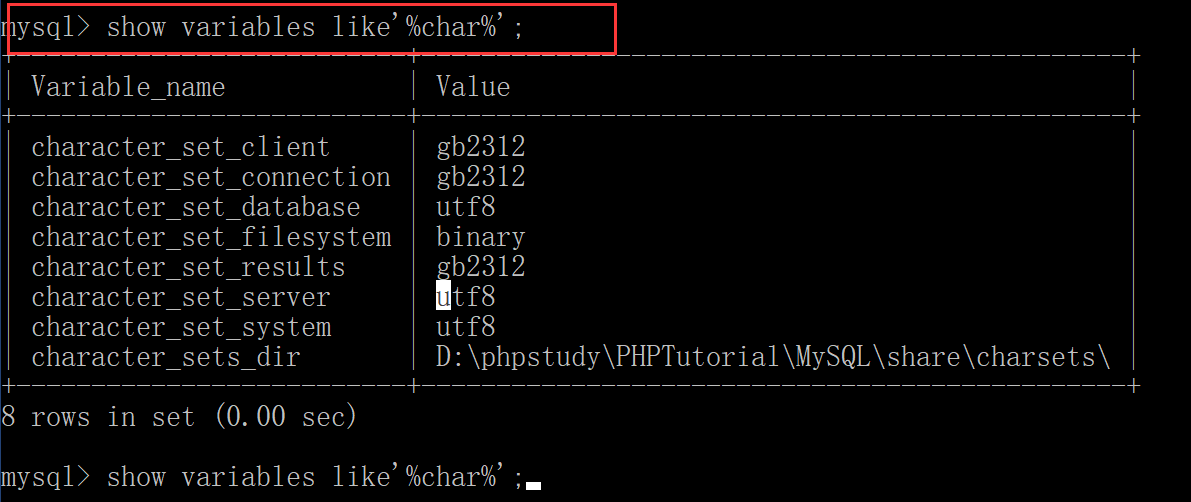 mysql> show variables like'%char%';
+--------------------------+-----------------------------------------------+
| Variable_name            | Value                                         |
+--------------------------+-----------------------------------------------+
| character_set_client     | gb2312                                        |
| character_set_connection | gb2312                                        |
| character_set_database   | utf8                                          |
| character_set_filesystem | binary                                        |
| character_set_results    | gb2312                                        |
| character_set_server     | utf8                                          |
| character_set_system     | utf8                                          |
| character_sets_dir       | D:\phpstudy\PHPTutorial\MySQL\share\charsets\ |
+--------------------------+-----------------------------------------------+
8 rows in set (0.00 sec)
mysql> show variables like'%char%';